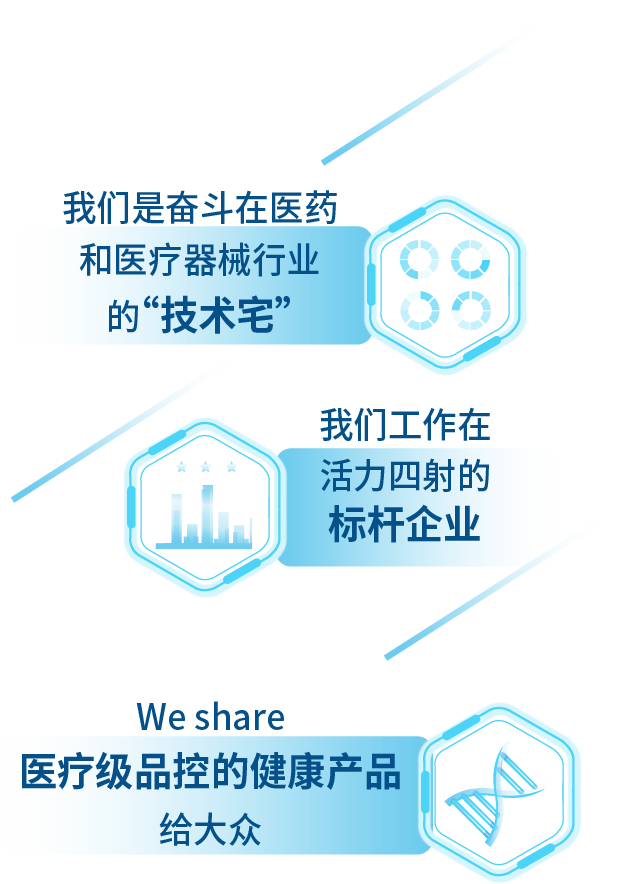 我们是奋斗在医药
和医疗器械行业
的“技术宅”
我们工作在
活力四射的
标杆企业
We share
医疗级品控的健康产品
给大众